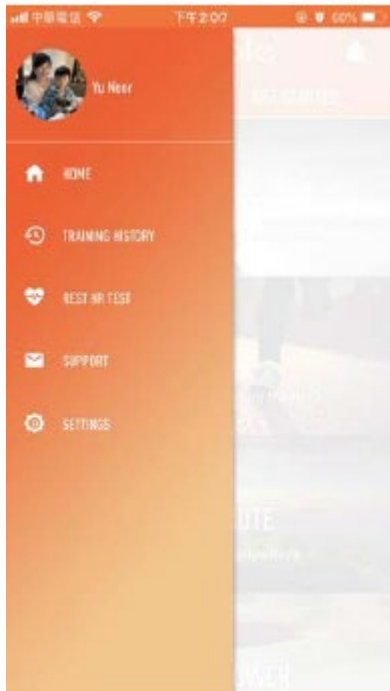 中華電信 下午2:07 60%
Yu Neer
HOME
TRAINING HISTORY
REST HR TEST
SUPPORT
SETTINGS
UTE